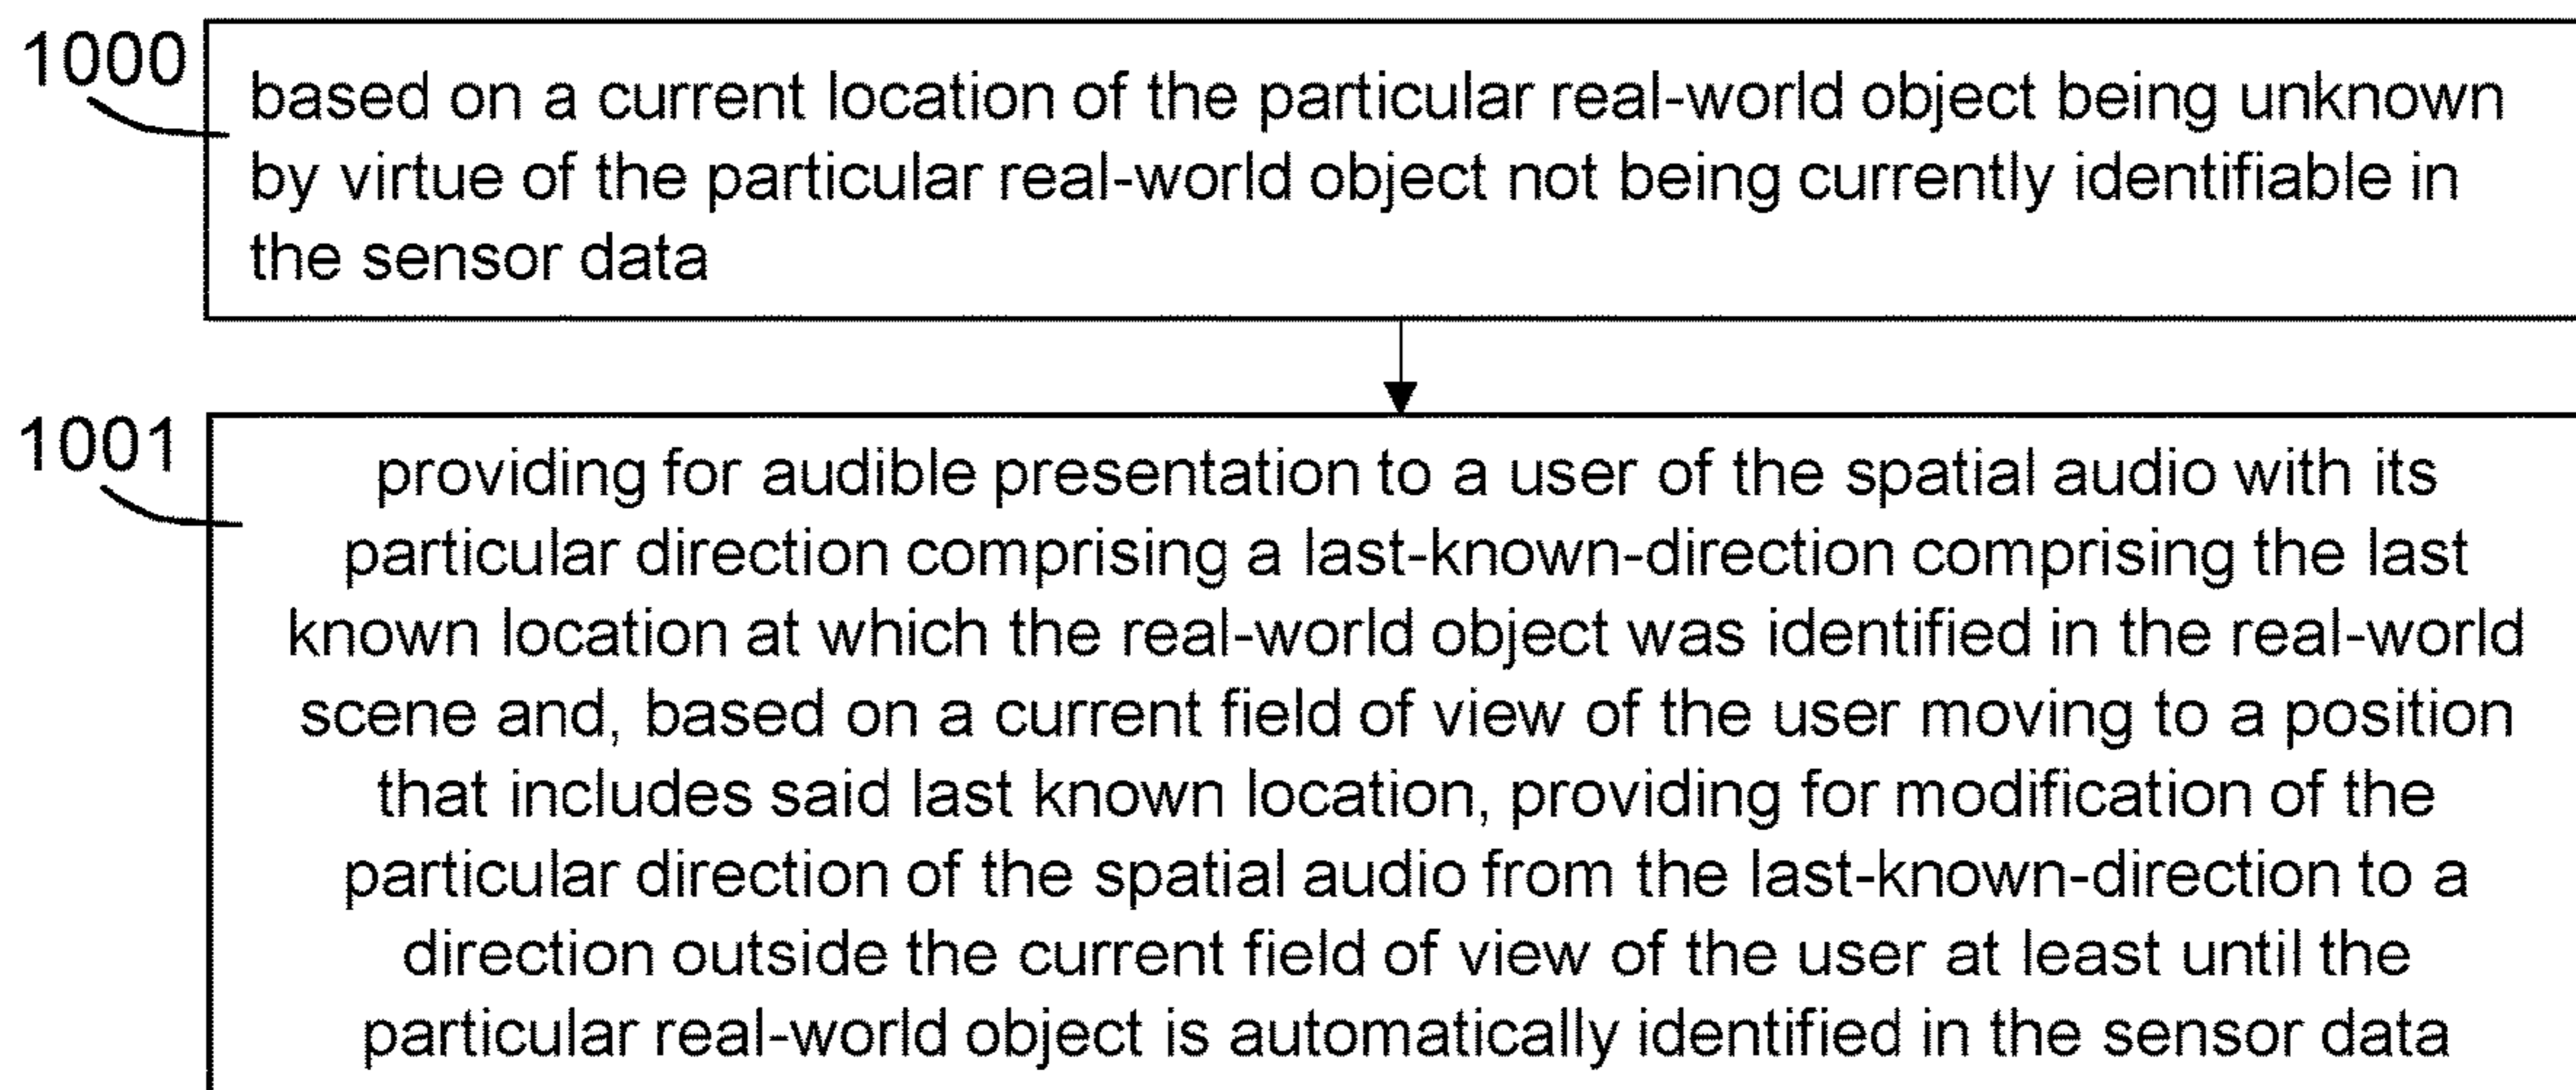 1000
based on a current location of the particular real-world object being unknown
by virtue of the particular real-world object not being currently identifiable in
the sensor data
1001
providing for audible presentation to a user of the spatial audio with its
particular direction comprising a last-known-direction comprising the last
known location at which the real-world object was identified in the real-world
scene and, based on a current field of view of the user moving to a position
that includes said last known location, providing for modification of the
particular direction of the spatial audio from the last-known-direction to a
direction outside the current field of view of the user at least until the
particular real-world object is automatically identified in the sensor data